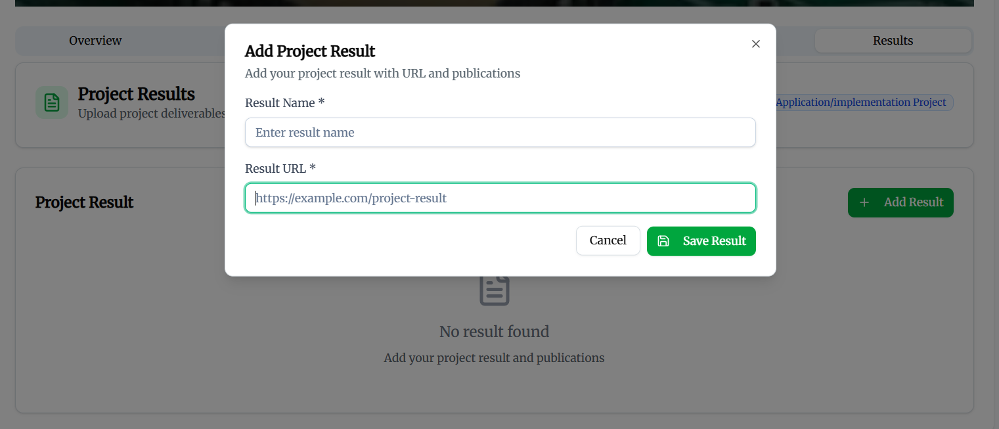 Overview
Results
Add Project Result
Add your project result with URL and publications
Project Results
Upload project deliverables
Application/implementation Project
Result Name *
Enter result name
Result URL *
https://example.com/project-result
Project Result
Add Result
Cancel
Save Result
No result found
Add your project result and publications